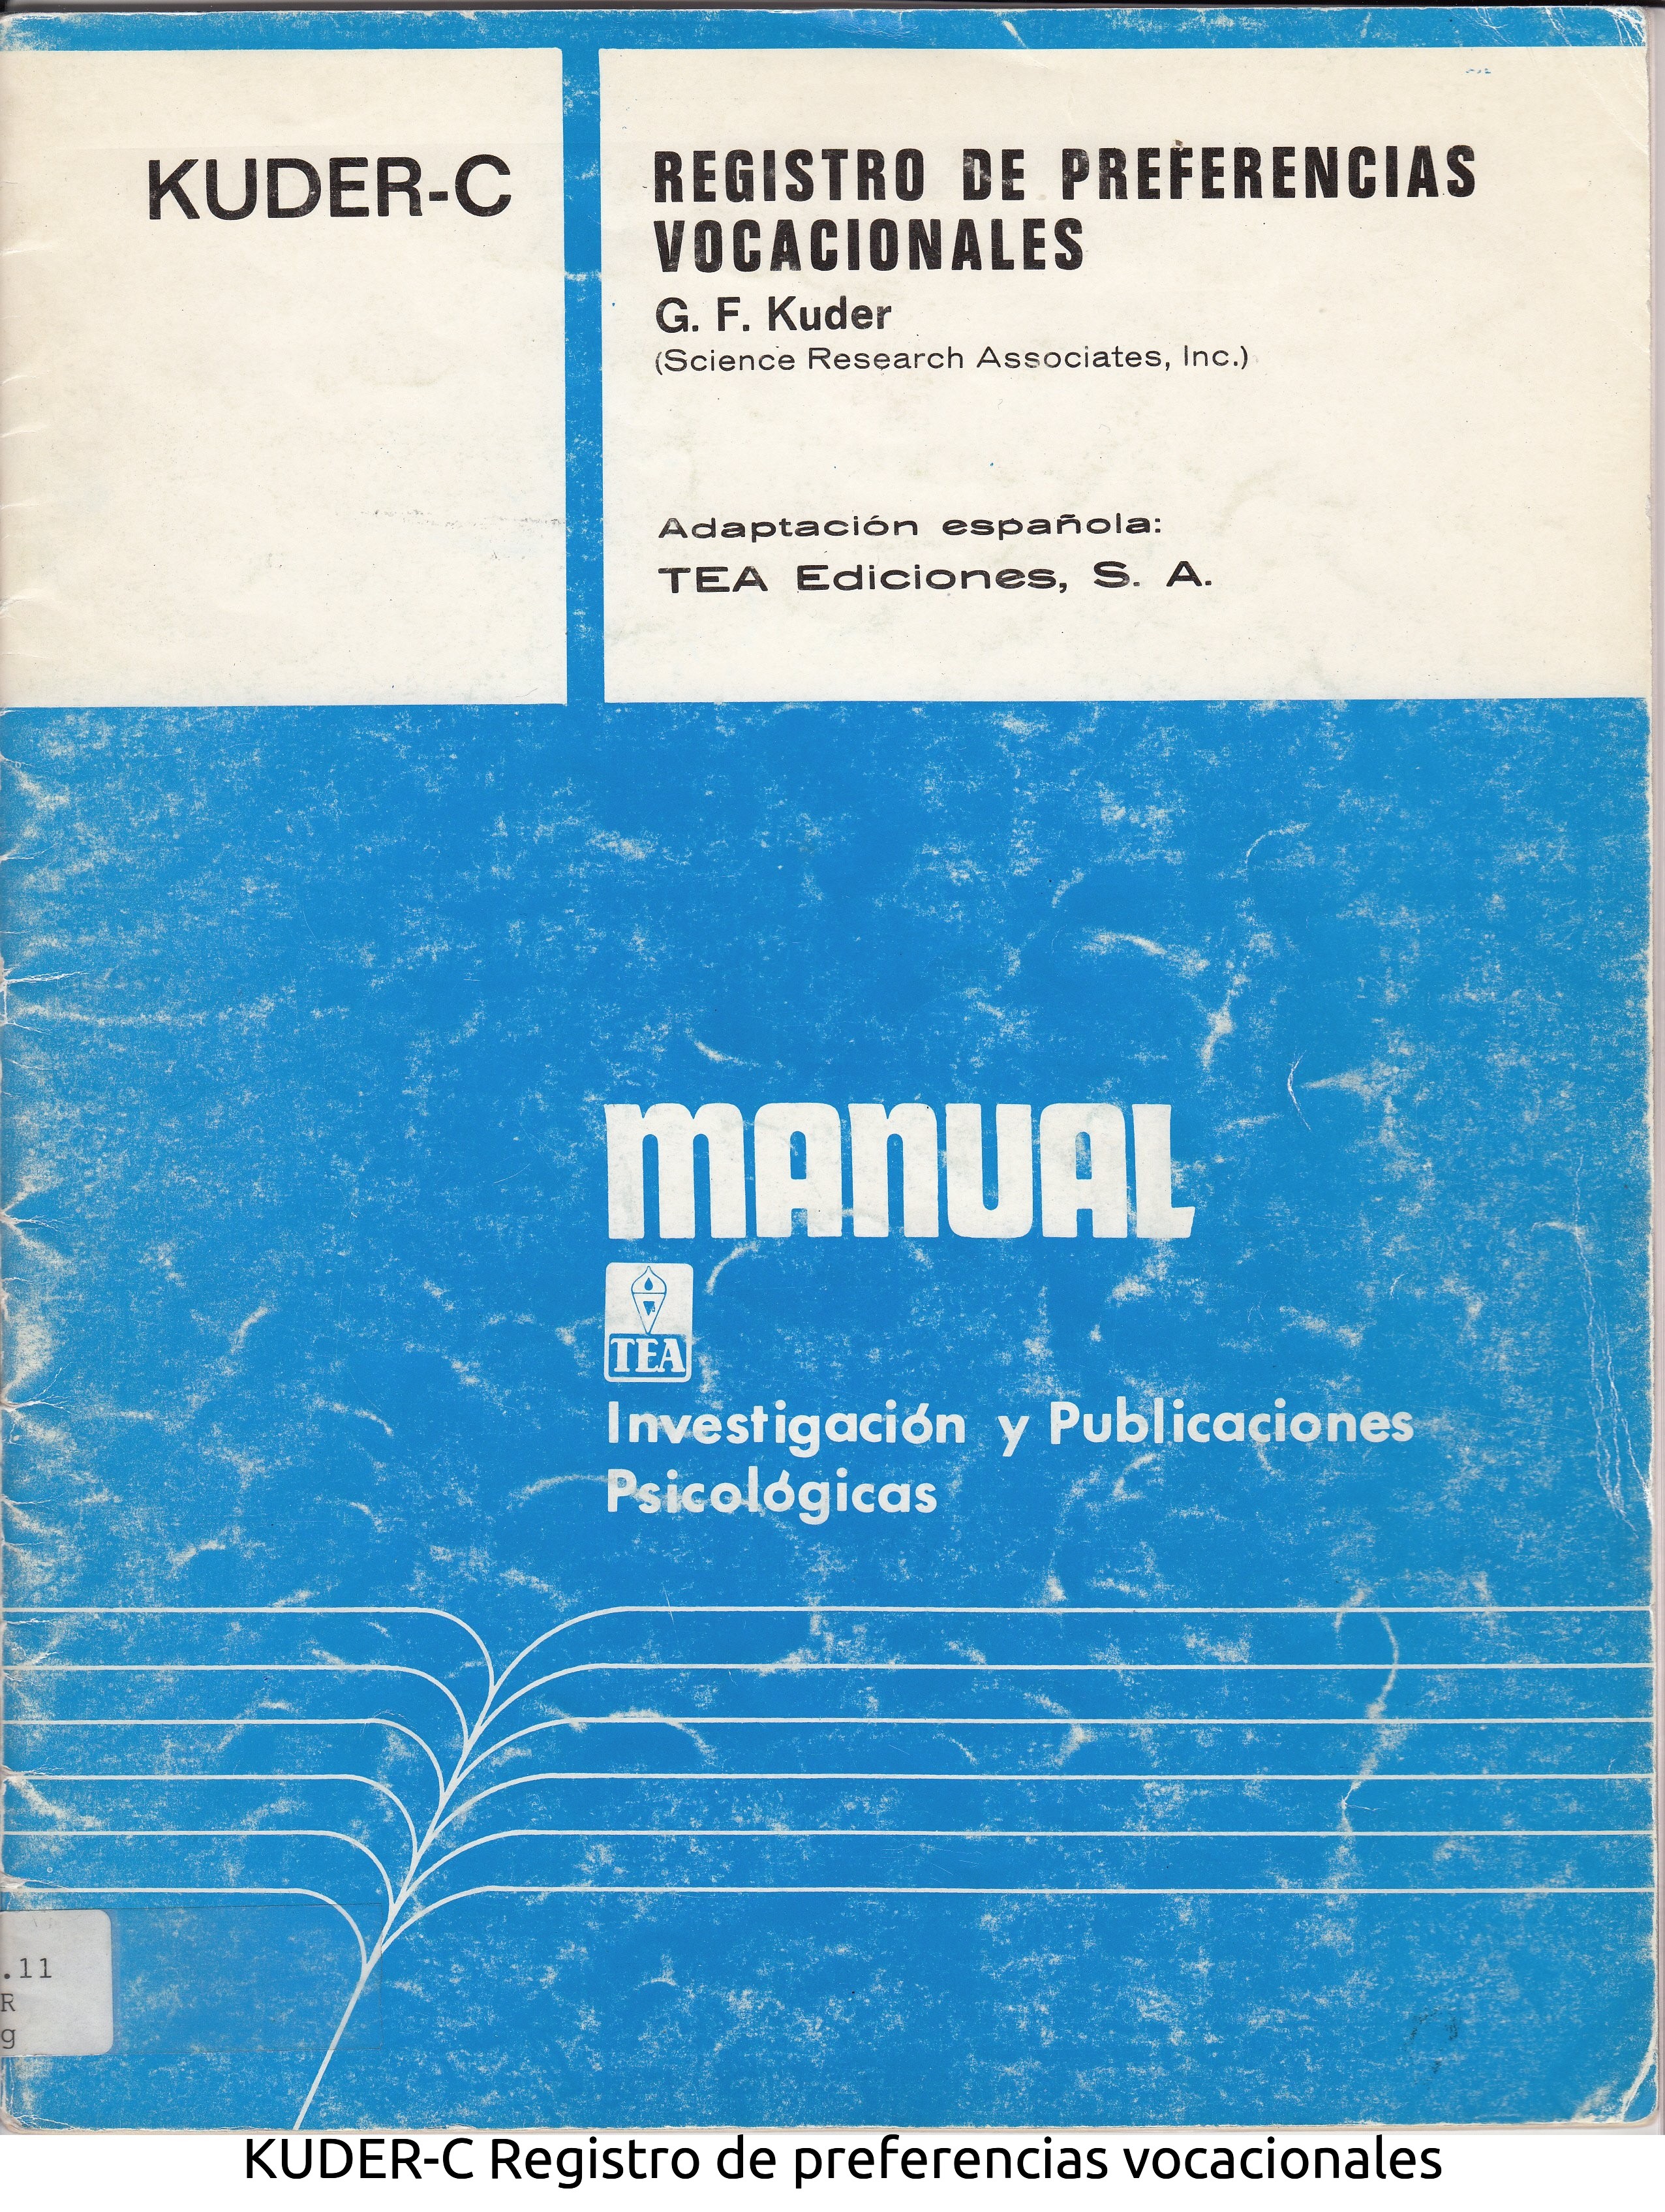 KUDER-C
REGISTRO DE PREFERENCIAS
VOCACIONALES
G. F. Kuder
(Science Research Associates, Inc.)
Adaptación española:
TEA Ediciones, S. A.
MANUAL
TEA
Investigación y Publicaciones
Psicológicas
.11
R
g
KUDER-C Registro de preferencias vocacionales